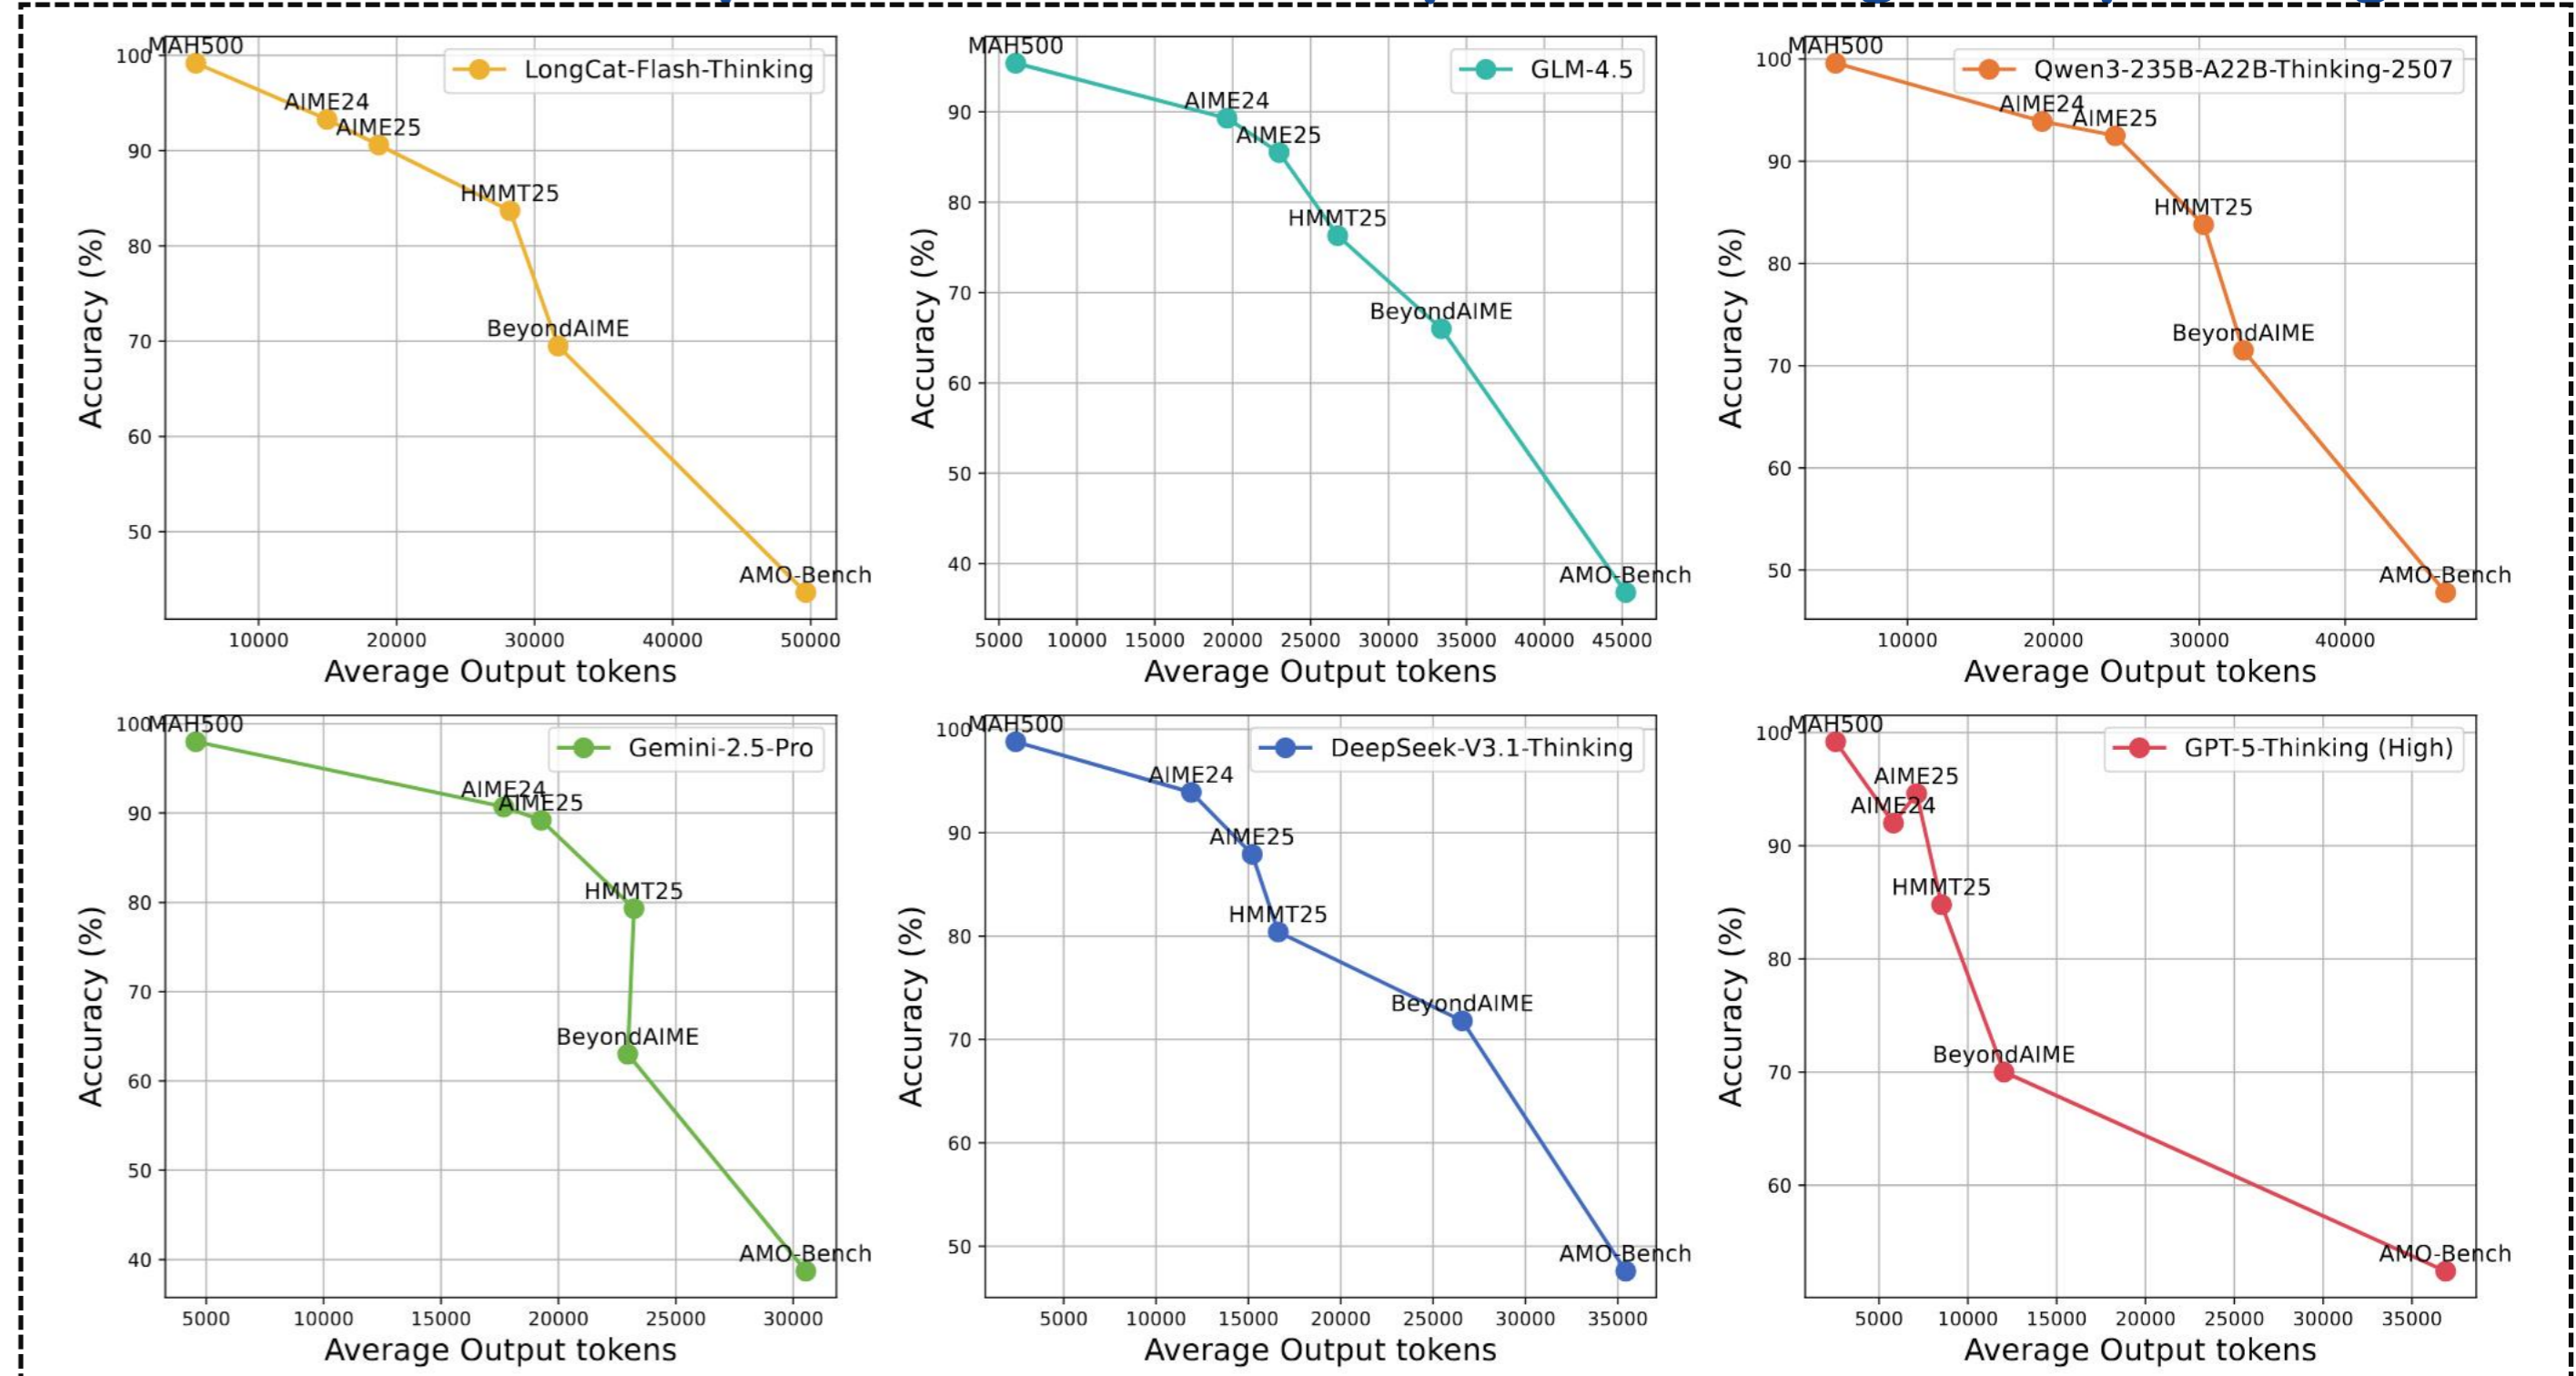 LongCat-Flash-Thinking
MAH500
AIME24
AIME25
HMMT25
BeyondAIME
AMO-Bench
Accuracy (%)
100
90
80
70
60
50
10000 20000 30000 40000 50000
Average Output tokens
GLM-4.5
MAH500
AIME24
AIME25
HMMT25
BeyondAIME
AMO-Bench
Accuracy (%)
90
80
70
60
50
40
5000 10000 15000 20000 25000 30000 35000 40000 45000
Average Output tokens
Qwen3-235B-A22B-Thinking-2507
MAH500
AIME24
AIME25
HMMT25
BeyondAIME
AMO-Bench
Accuracy (%)
100
90
80
70
60
50
10000 20000 30000 40000
Average Output tokens
Gemini-2.5-Pro
MAH500
AIME24
AIME25
HMMT25
BeyondAIME
AMO-Bench
Accuracy (%)
100
90
80
70
60
50
40
5000 10000 15000 20000 25000 30000
Average Output tokens
DeepSeek-V3.1-Thinking
MAH500
AIME24
AIME25
HMMT25
BeyondAIME
AMO-Bench
Accuracy (%)
100
90
80
70
60
50
5000 10000 15000 20000 25000 30000 35000
Average Output tokens
GPT-5-Thinking (High)
MAH500
AIME25
AIME24
HMMT25
BeyondAIME
AMO-Bench
Accuracy (%)
100
90
80
70
60
5000 10000 15000 20000 25000 30000 35000
Average Output tokens